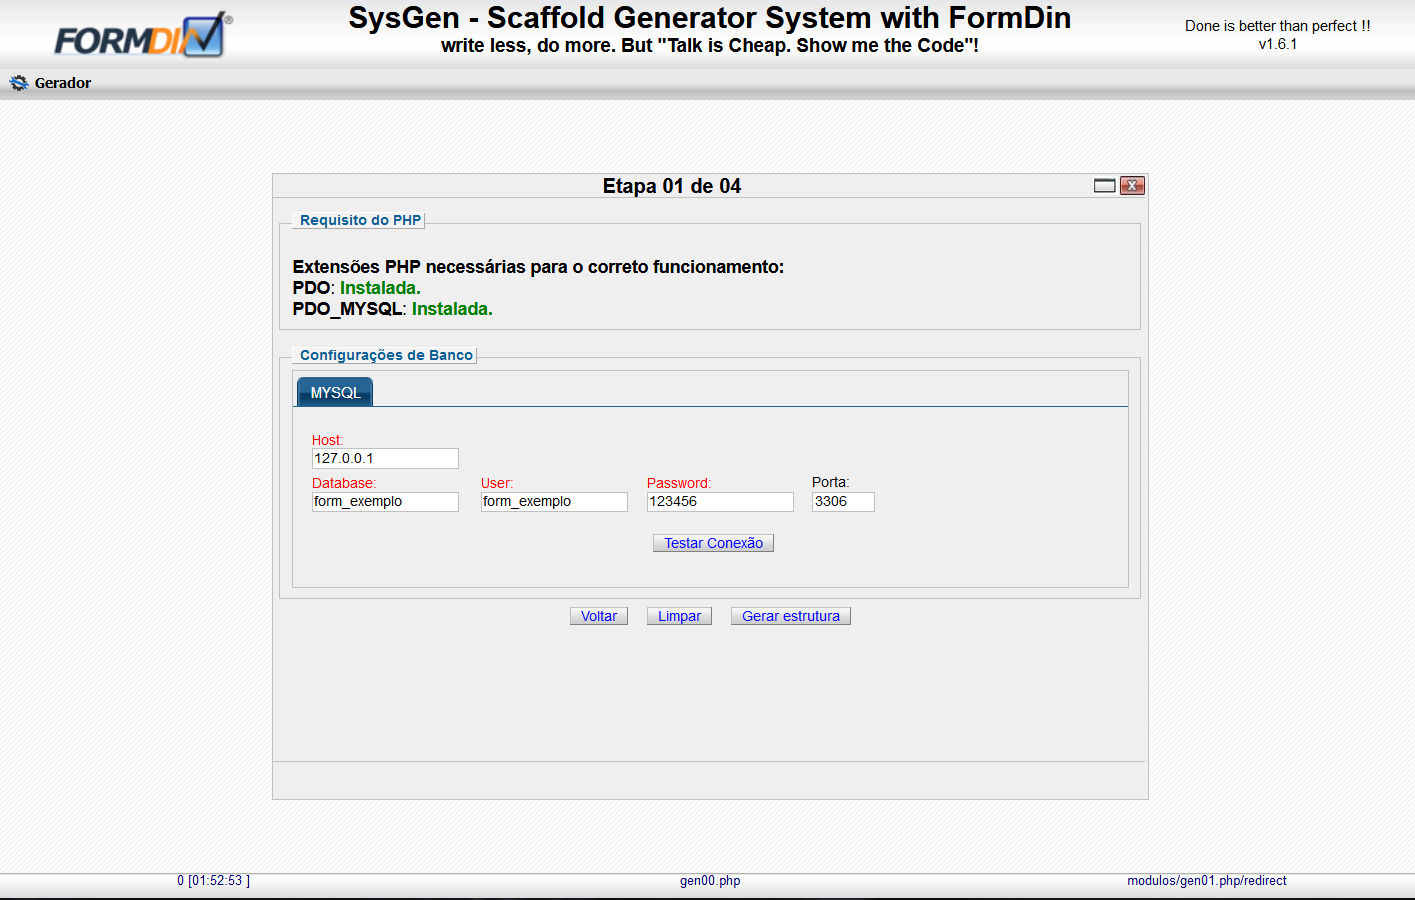 FORMDIN®
SysGen - Scaffold Generator System with FormDin
write less, do more. But "Talk is Cheap. Show me the Code"!
Done is better than perfect !!
v1.6.1
Gerador
Etapa 01 de 04
Requisito do PHP
Extensões PHP necessárias para o correto funcionamento:
PDO: Instalada.
PDO_MYSQL: Instalada.
Configurações de Banco
MYSQL
Host:
127.0.0.1
Database: User: Password: Porta:
form_exemplo form_exemplo 123456 3306
Testar Conexão
Voltar Limpar Gerar estrutura
0 [01:52:53 ] gen00.php modulos/gen01.php/redirect